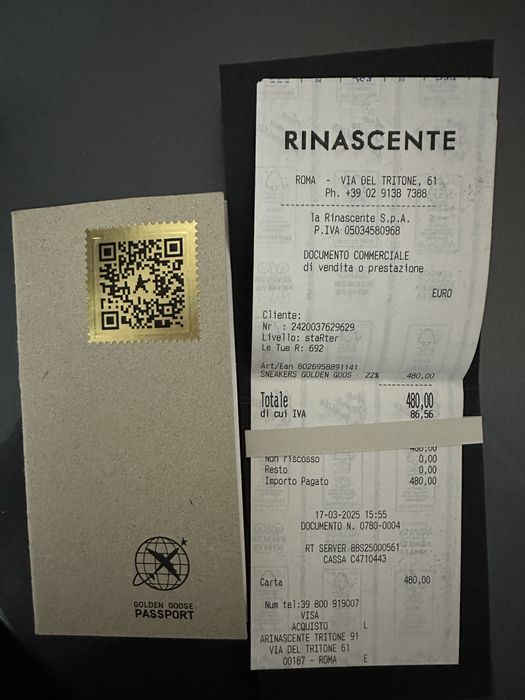 GOLDEN GOOSE
PASSPORT
RINASCENTE
ROMA - VIA DEL TRITONE, 61
Ph. +39 02 9138 7388
la Rinascente S.p.A.
P.IVA 05034580968
DOCUMENTO COMMERCIALE
di vendita o prestazione
EURO
Cliente:
Nr : 2420037629629
Livello: staRter
Le Tue R: 692
Art/Ean 8026958891141
SNEAKERS GOLDEN GOOS 22% 480,00
Totale 480,00
di cui IVA 86,56
480,00
Non riscosso 0,00
Resto 0,00
Importo Pagato 480,00
17-03-2025 15:55
DOCUMENTO N. 0780-0004
RT SERVER 88S25000561
CASSA C4710443
Carta 480,00
Num tel:39 800 919007
VISA
ACQUISTO L
ARINASCENTE TRITONE 91
VIA DEL TRITONE 61
00187 - ROMA E